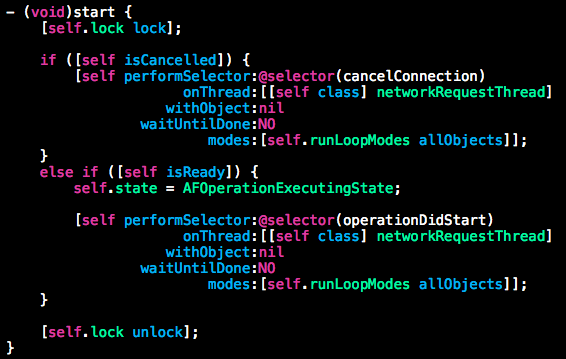 - (void)start {
    [self.lock lock];

    if ([self isCancelled]) {
        [self performSelector:@selector(cancelConnection)
                     onThread:[[self class] networkRequestThread]
                   withObject:nil
                waitUntilDone:NO
                        modes:[self.runLoopModes allObjects]];
    }
    else if ([self isReady]) {
        self.state = AFOperationExecutingState;

        [self performSelector:@selector(operationDidStart)
                     onThread:[[self class] networkRequestThread]
                   withObject:nil
                waitUntilDone:NO
                        modes:[self.runLoopModes allObjects]];
    }

    [self.lock unlock];
}